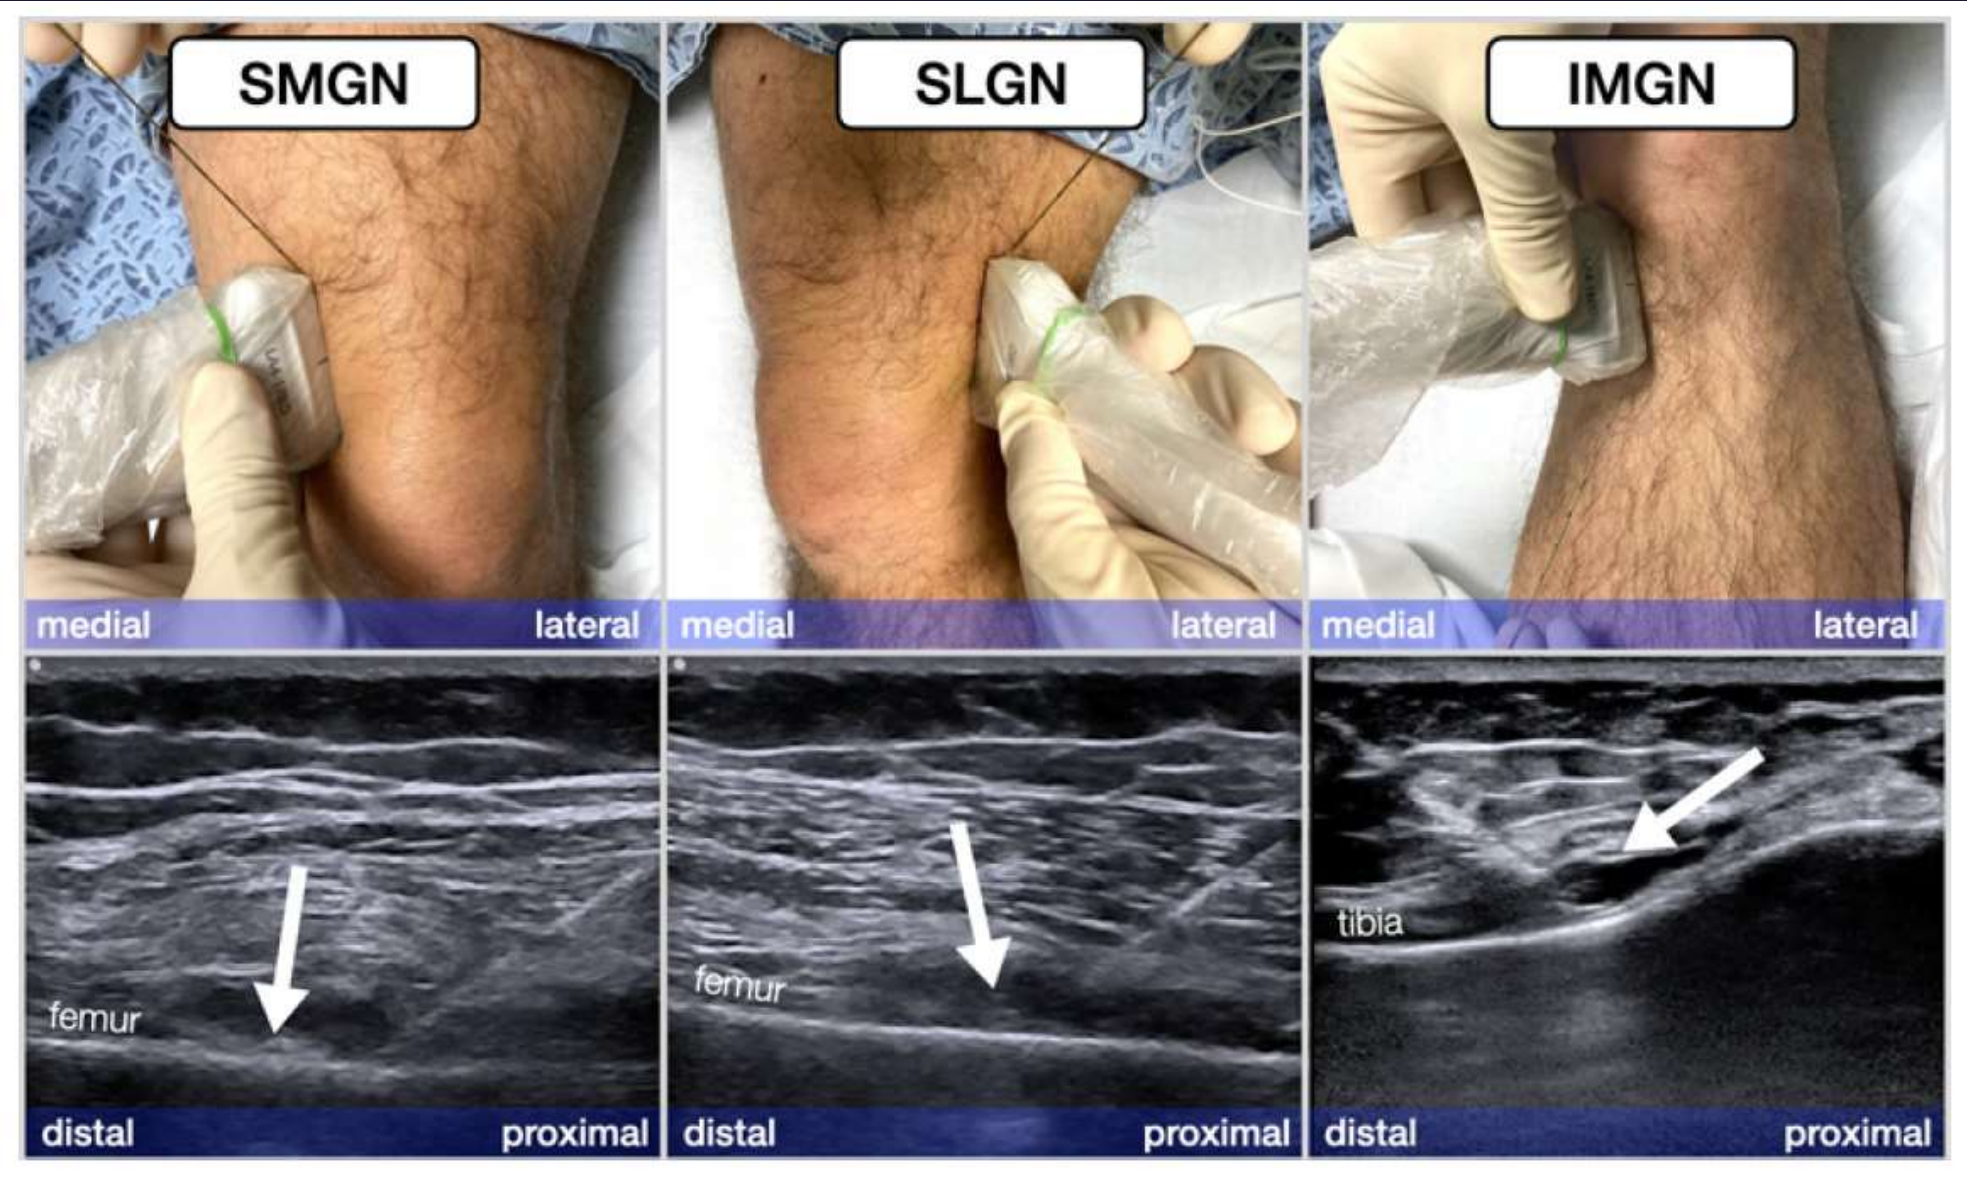 SMGN
SLGN
IMGN
medial
lateral
medial
lateral
medial
lateral
femur
femur
tibia
distal
proximal
distal
proximal
distal
proximal